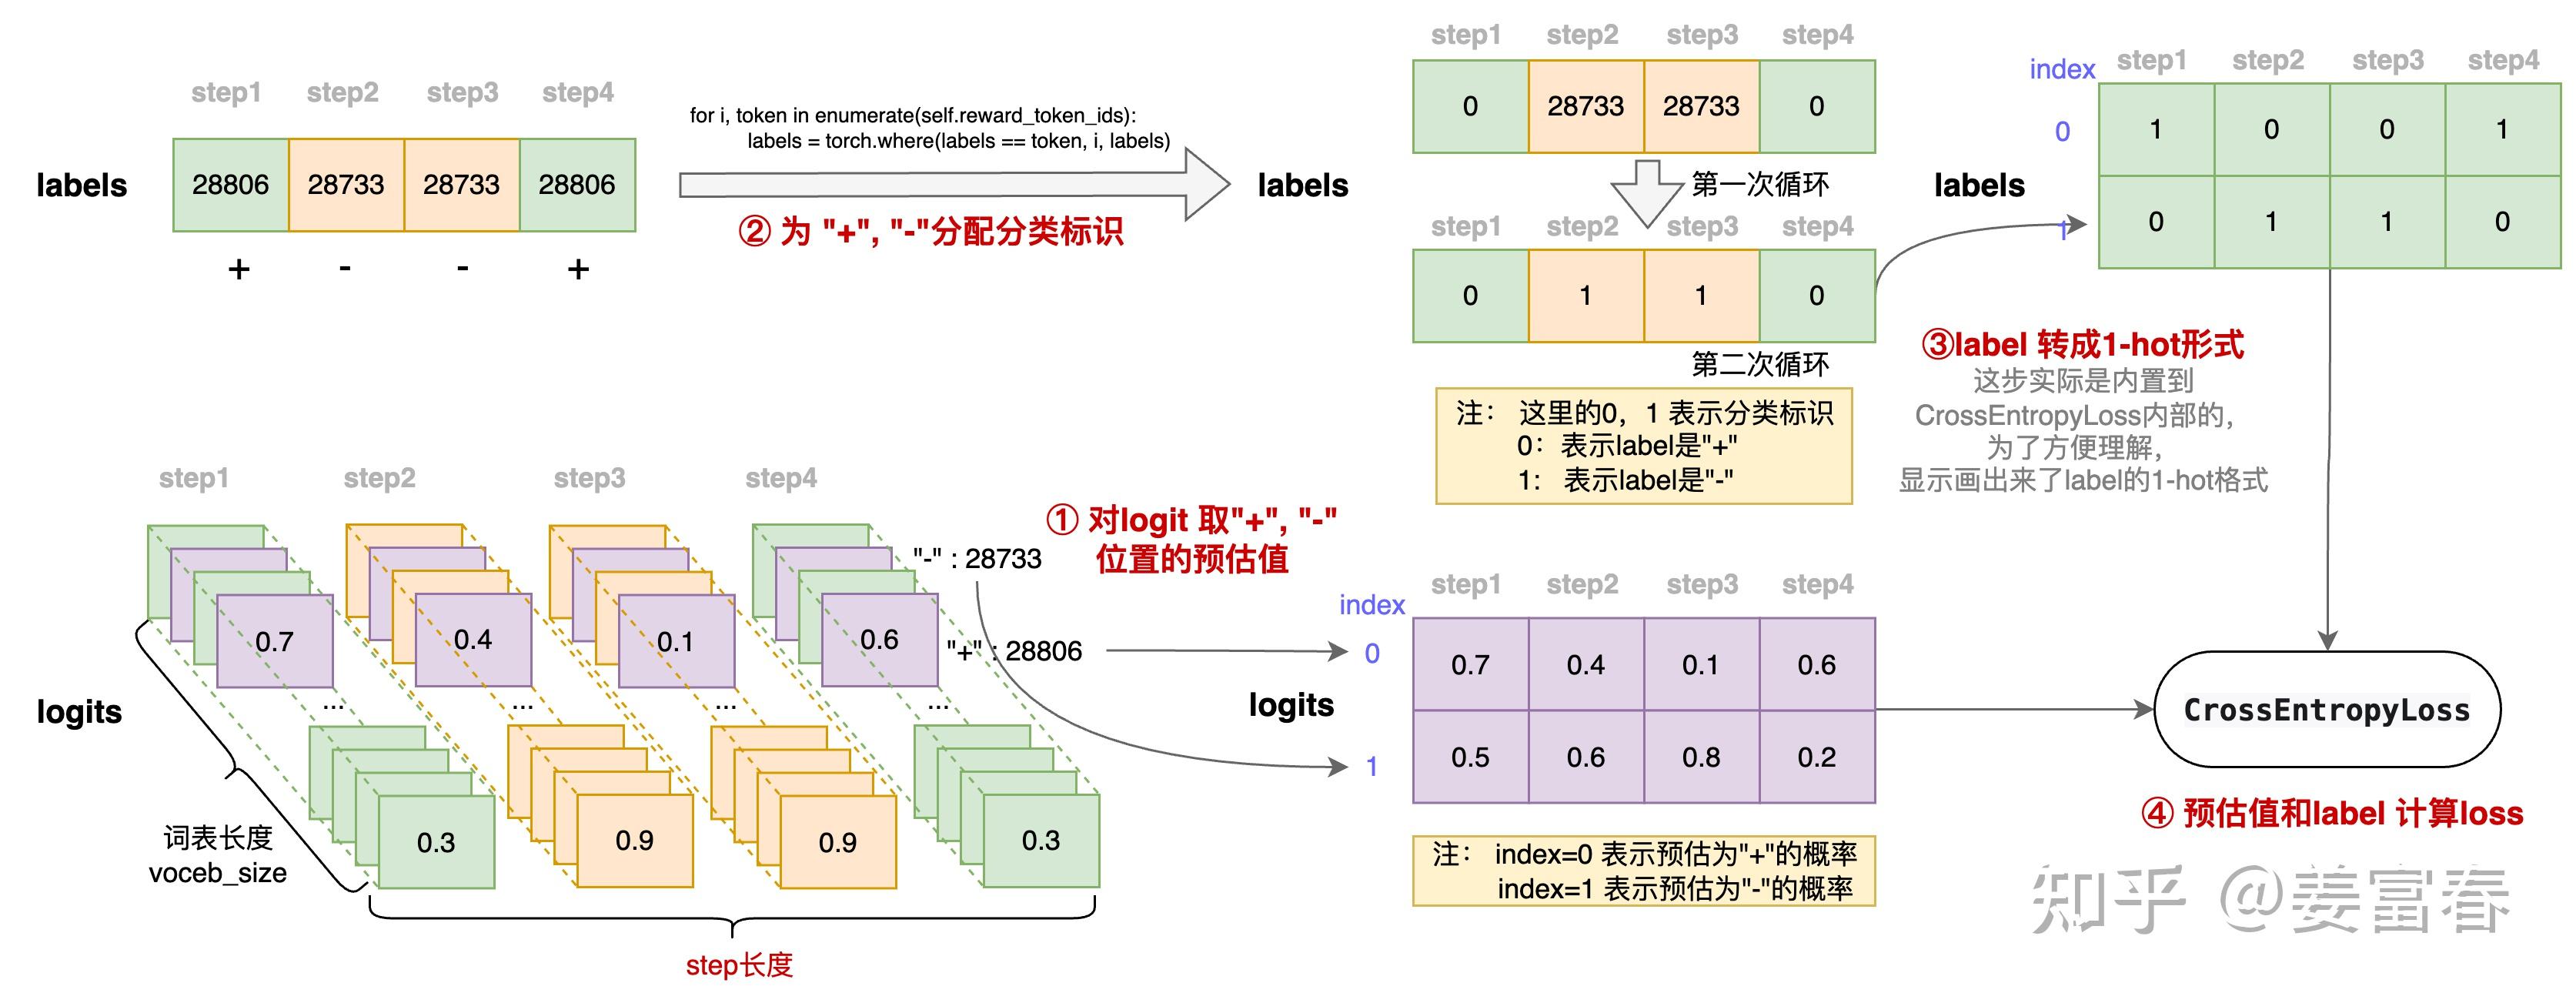 step1 step2 step3 step4
labels 28806 28733 28733 28806
+ - - +
for i, token in enumerate(self.reward_token_ids):
labels = torch.where(labels == token, i, labels)
② 为 "+", "-"分配分类标识
labels
step1 step2 step3 step4
0 28733 28733 0
第一次循环
step1 step2 step3 step4
0 1 1 0
第二次循环
注： 这里的0，1 表示分类标识
0：表示label是"+"
1： 表示label是"-"
index step1 step2 step3 step4
labels
0 1 0 0 1
1 0 1 1 0
③label 转成1-hot形式
这步实际是内置到
CrossEntropyLoss内部的，
为了方便理解，
显示画出来了label的1-hot格式
step1 step2 step3 step4
logits
0.7 0.4 0.1 0.6
... ... ... ...
0.3 0.9 0.9 0.3
词表长度
voceb_size
step长度
"-" : 28733
"+" : 28806
① 对logit 取"+", "-"
位置的预估值
index step1 step2 step3 step4
logits
0 0.7 0.4 0.1 0.6
1 0.5 0.6 0.8 0.2
注： index=0 表示预估为"+"的概率
index=1 表示预估为"-"的概率
CrossEntropyLoss
④ 预估值和label 计算loss
知乎 @姜富春